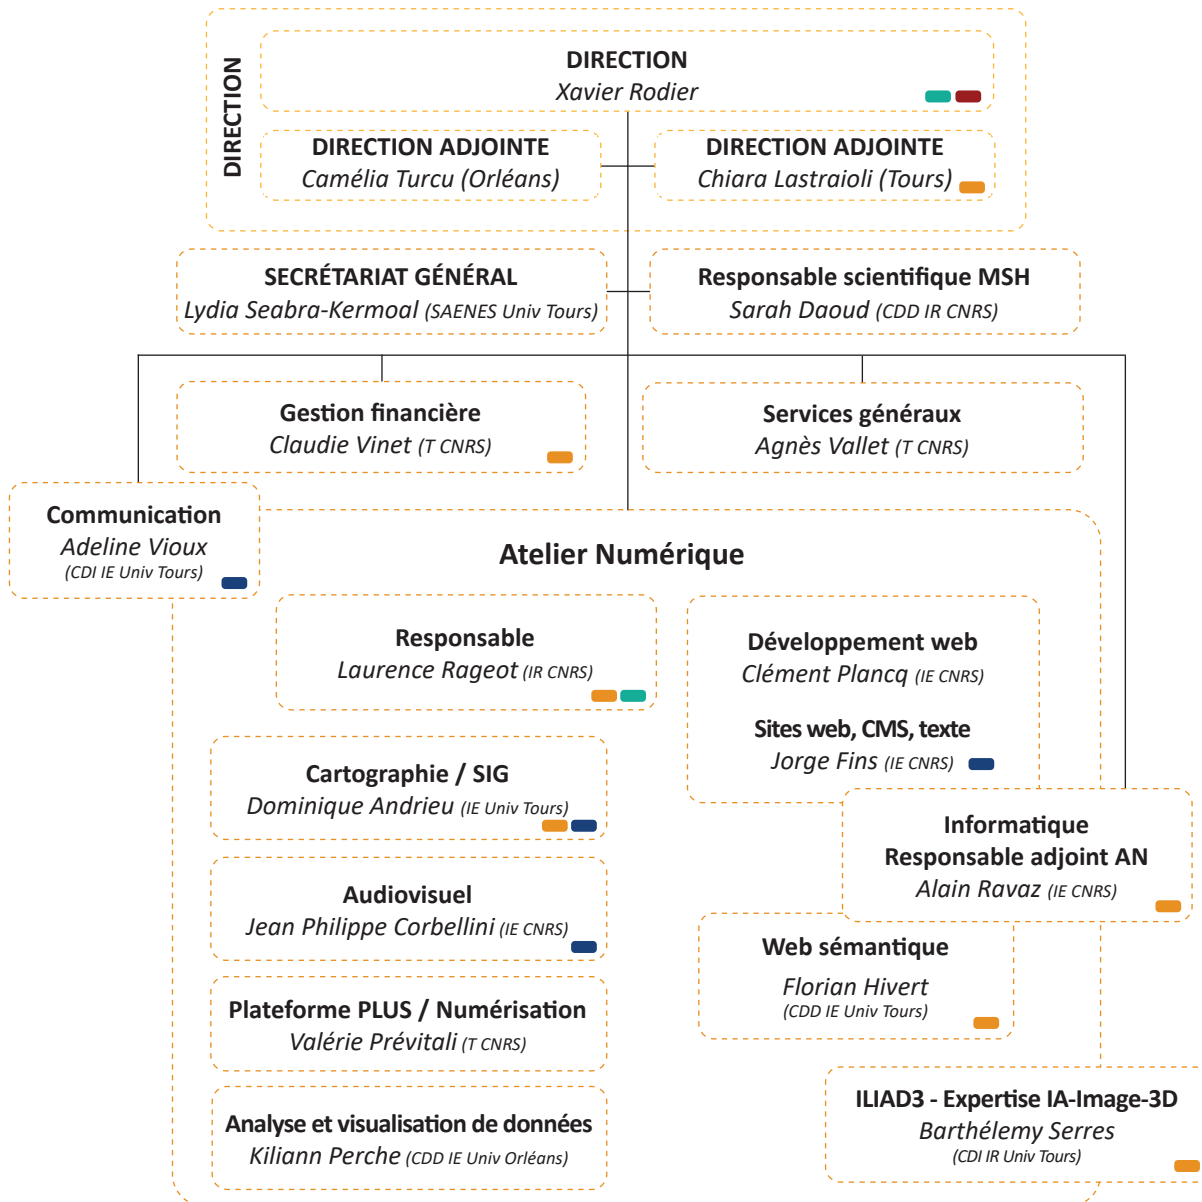 DIRECTION
DIRECTION
Xavier Rodier
DIRECTION ADJOINTE
Camélia Turcu (Orléans)
DIRECTION ADJOINTE
Chiara Lastraioli (Tours)
SECRÉTARIAT GÉNÉRAL
Lydia Seabra-Kermoal (SAENES Univ Tours)
Responsable scientifique MSH
Sarah Daoud (CDD IR CNRS)
Gestion financière
Claudie Vinet (T CNRS)
Services généraux
Agnès Vallet (T CNRS)
Communication
Adeline Vioux
(CDI IE Univ Tours)
Atelier Numérique
Responsable
Laurence Rageot (IR CNRS)
Développement web
Clément Plancq (IE CNRS)
Sites web, CMS, texte
Jorge Fins (IE CNRS)
Cartographie / SIG
Dominique Andrieu (IE Univ Tours)
Informatique
Responsable adjoint AN
Alain Ravaz (IE CNRS)
Audiovisuel
Jean Philippe Corbellini (IE CNRS)
Web sémantique
Florian Hivert
(CDD IE Univ Tours)
Plateforme PLUS / Numérisation
Valérie Prévitali (T CNRS)
ILIAD3 - Expertise IA-Image-3D
Barthélemy Serres
(CDI IR Univ Tours)
Analyse et visualisation de données
Kiliann Perche (CDD IE Univ Orléans)